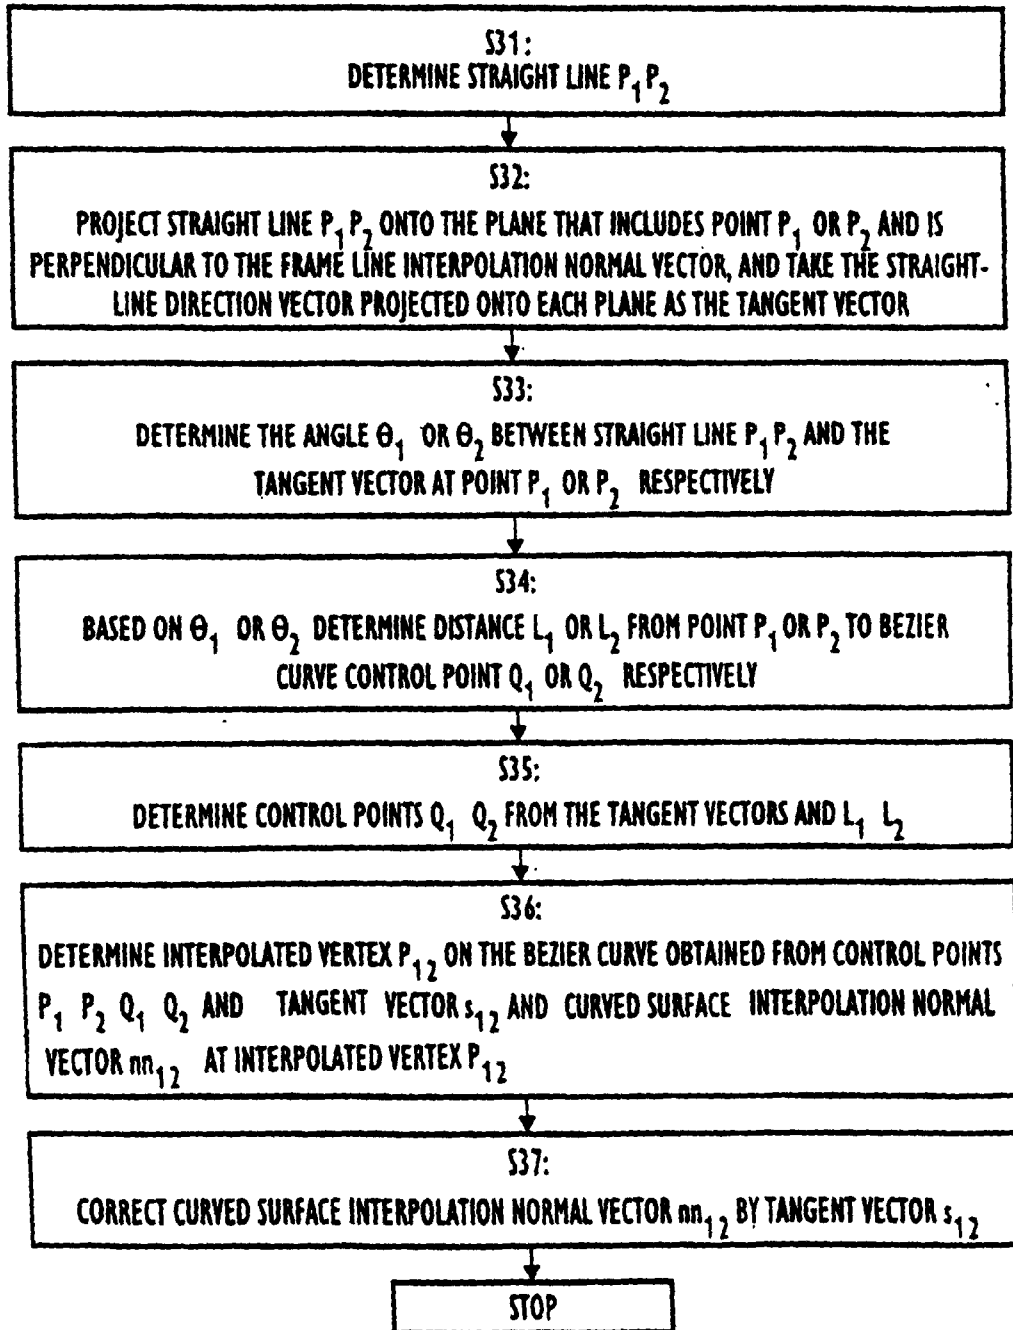 S31:
DETERMINE STRAIGHT LINE P₁P₂
S32:
PROJECT STRAIGHT LINE P₁P₂ ONTO THE PLANE THAT INCLUDES POINT P₁ OR P₂ AND IS
PERPENDICULAR TO THE FRAME LINE INTERPOLATION NORMAL VECTOR, AND TAKE THE STRAIGHT-
LINE DIRECTION VECTOR PROJECTED ONTO EACH PLANE AS THE TANGENT VECTOR
S33:
DETERMINE THE ANGLE θ₁ OR θ₂ BETWEEN STRAIGHT LINE P₁P₂ AND THE
TANGENT VECTOR AT POINT P₁ OR P₂ RESPECTIVELY
S34:
BASED ON θ₁ OR θ₂ DETERMINE DISTANCE L₁ OR L₂ FROM POINT P₁ OR P₂ TO BEZIER
CURVE CONTROL POINT Q₁ OR Q₂ RESPECTIVELY
S35:
DETERMINE CONTROL POINTS Q₁ Q₂ FROM THE TANGENT VECTORS AND L₁ L₂
S36:
DETERMINE INTERPOLATED VERTEX P₁₂ ON THE BEZIER CURVE OBTAINED FROM CONTROL POINTS
P₁ P₂ Q₁ Q₂ AND TANGENT VECTOR s₁₂ AND CURVED SURFACE INTERPOLATION NORMAL
VECTOR nn₁₂ AT INTERPOLATED VERTEX P₁₂
S37:
CORRECT CURVED SURFACE INTERPOLATION NORMAL VECTOR nn₁₂ BY TANGENT VECTOR s₁₂
STOP